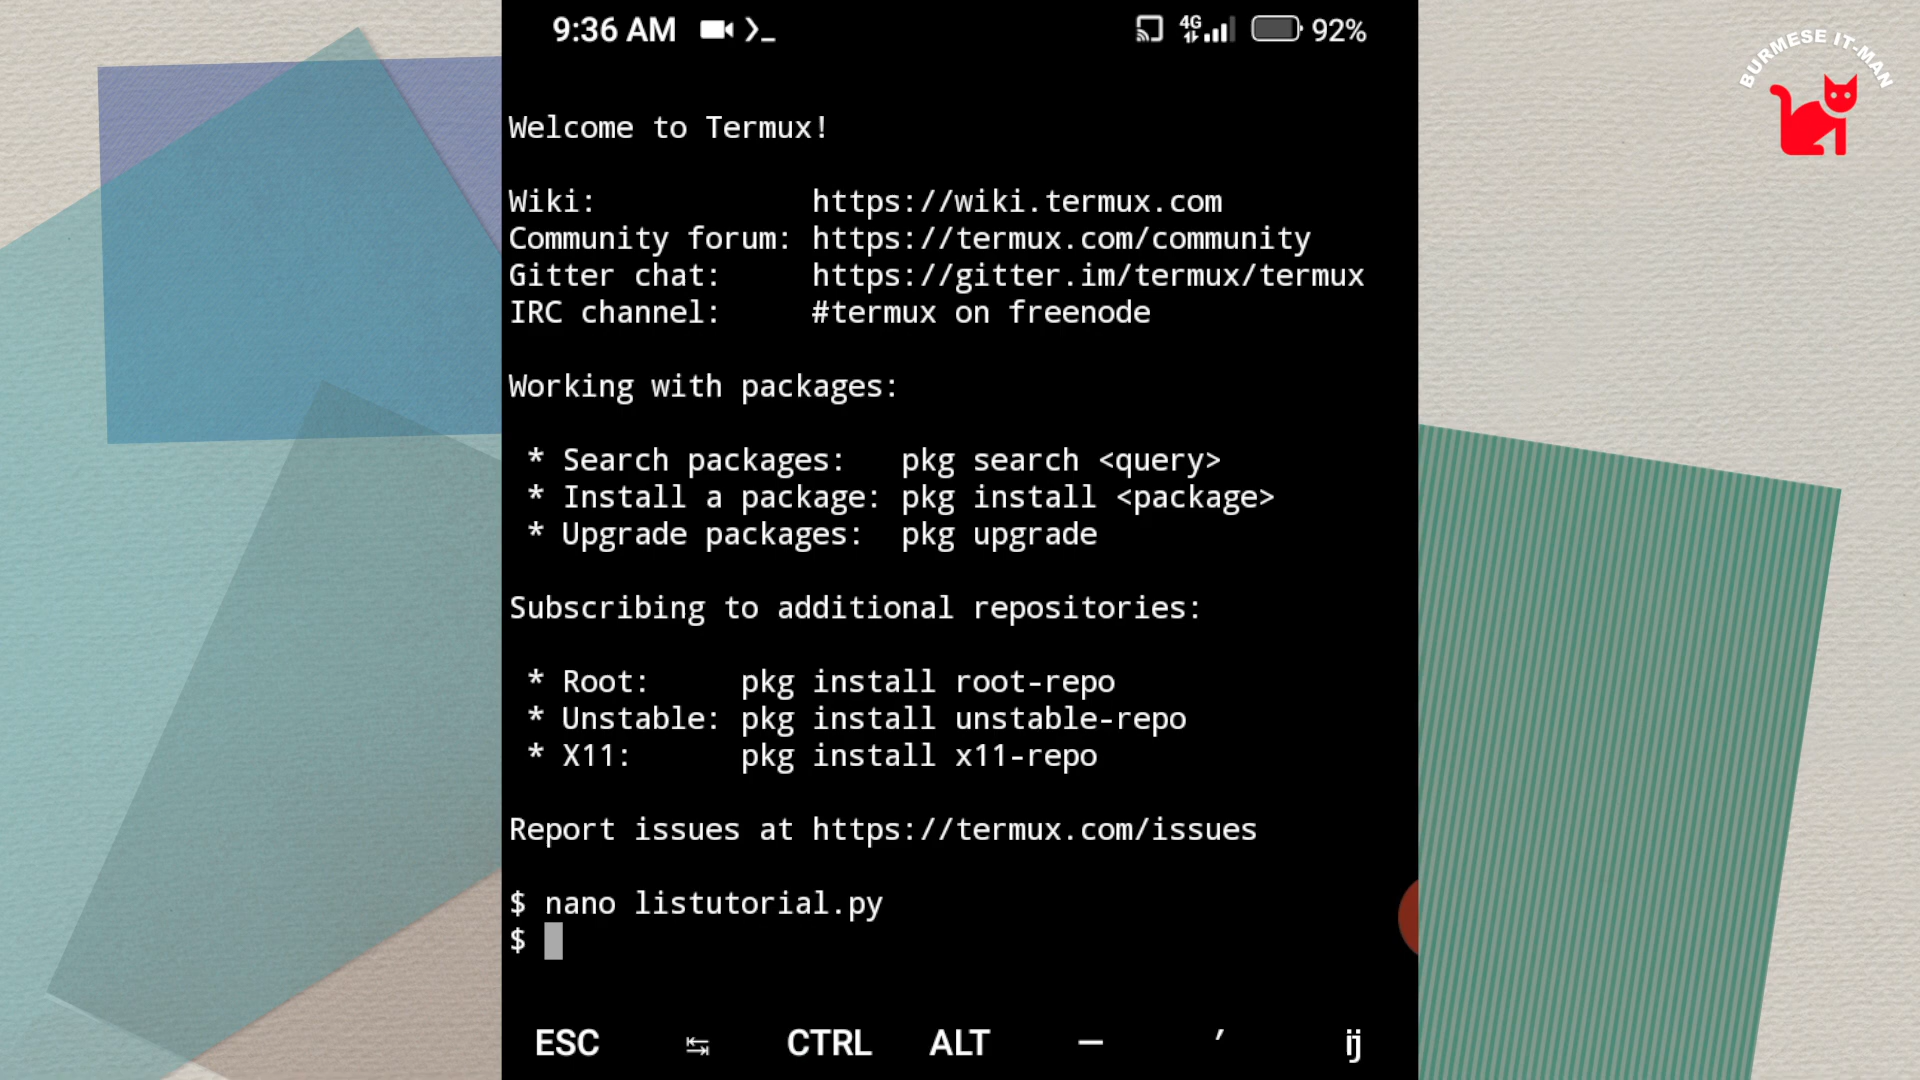 9:36 AM
4G
92%
BURMESE IT-MAN
Welcome to Termux!
Wiki: https://wiki.termux.com
Community forum: https://termux.com/community
Gitter chat: https://gitter.im/termux/termux
IRC channel: #termux on freenode
Working with packages:
* Search packages: pkg search <query>
* Install a package: pkg install <package>
* Upgrade packages: pkg upgrade
Subscribing to additional repositories:
* Root: pkg install root-repo
* Unstable: pkg install unstable-repo
* X11: pkg install x11-repo
Report issues at https://termux.com/issues
$ nano listutorial.py
$
ESC ↹ CTRL ALT — ′ ij